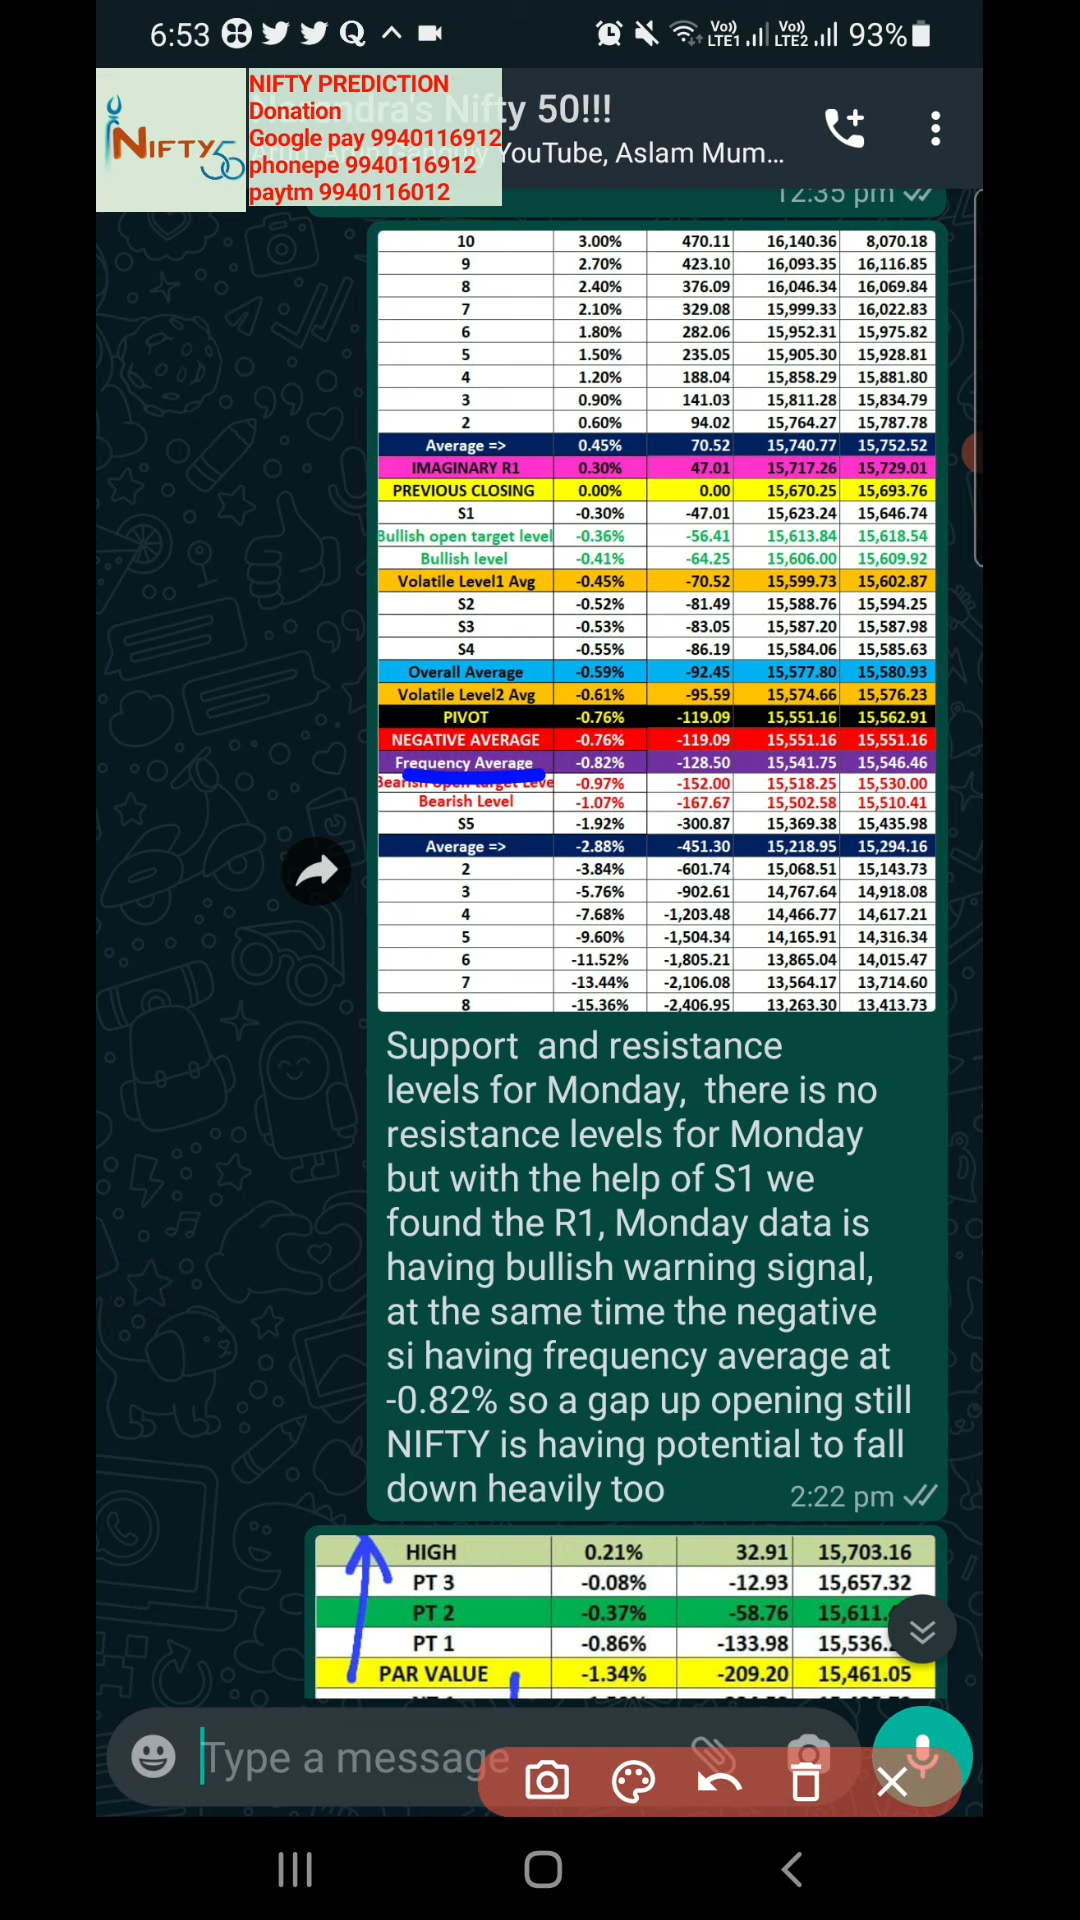 6:53 Vo)) LTE1 Vo)) LTE2 93%
NIFTY50
NIFTY PREDICTION
Donation
Google pay 9940116912
phonepe 9940116912
paytm 9940116012
ndra's Nifty 50!!!
YouTube, Aslam Mum...
12:35 pm
10 3.00% 470.11 16,140.36 8,070.18
9 2.70% 423.10 16,093.35 16,116.85
8 2.40% 376.09 16,046.34 16,069.84
7 2.10% 329.08 15,999.33 16,022.83
6 1.80% 282.06 15,952.31 15,975.82
5 1.50% 235.05 15,905.30 15,928.81
4 1.20% 188.04 15,858.29 15,881.80
3 0.90% 141.03 15,811.28 15,834.79
2 0.60% 94.02 15,764.27 15,787.78
Average => 0.45% 70.52 15,740.77 15,752.52
IMAGINARY R1 0.30% 47.01 15,717.26 15,729.01
PREVIOUS CLOSING 0.00% 0.00 15,670.25 15,693.76
S1 -0.30% -47.01 15,623.24 15,646.74
Bullish open target level -0.36% -56.41 15,613.84 15,618.54
Bullish level -0.41% -64.25 15,606.00 15,609.92
Volatile Level1 Avg -0.45% -70.52 15,599.73 15,602.87
S2 -0.52% -81.49 15,588.76 15,594.25
S3 -0.53% -83.05 15,587.20 15,587.98
S4 -0.55% -86.19 15,584.06 15,585.63
Overall Average -0.59% -92.45 15,577.80 15,580.93
Volatile Level2 Avg -0.61% -95.59 15,574.66 15,576.23
PIVOT -0.76% -119.09 15,551.16 15,562.91
NEGATIVE AVERAGE -0.76% -119.09 15,551.16 15,551.16
Frequency Average -0.82% -128.50 15,541.75 15,546.46
Bearish open target Leve -0.97% -152.00 15,518.25 15,530.00
Bearish Level -1.07% -167.67 15,502.58 15,510.41
S5 -1.92% -300.87 15,369.38 15,435.98
Average => -2.88% -451.30 15,218.95 15,294.16
2 -3.84% -601.74 15,068.51 15,143.73
3 -5.76% -902.61 14,767.64 14,918.08
4 -7.68% -1,203.48 14,466.77 14,617.21
5 -9.60% -1,504.34 14,165.91 14,316.34
6 -11.52% -1,805.21 13,865.04 14,015.47
7 -13.44% -2,106.08 13,564.17 13,714.60
8 -15.36% -2,406.95 13,263.30 13,413.73
Support and resistance
levels for Monday, there is no
resistance levels for Monday
but with the help of S1 we
found the R1, Monday data is
having bullish warning signal,
at the same time the negative
si having frequency average at
-0.82% so a gap up opening still
NIFTY is having potential to fall
down heavily too
2:22 pm
HIGH 0.21% 32.91 15,703.16
PT 3 -0.08% -12.93 15,657.32
PT 2 -0.37% -58.76 15,611.
PT 1 -0.86% -133.98 15,536.
PAR VALUE -1.34% -209.20 15,461.05
Type a message